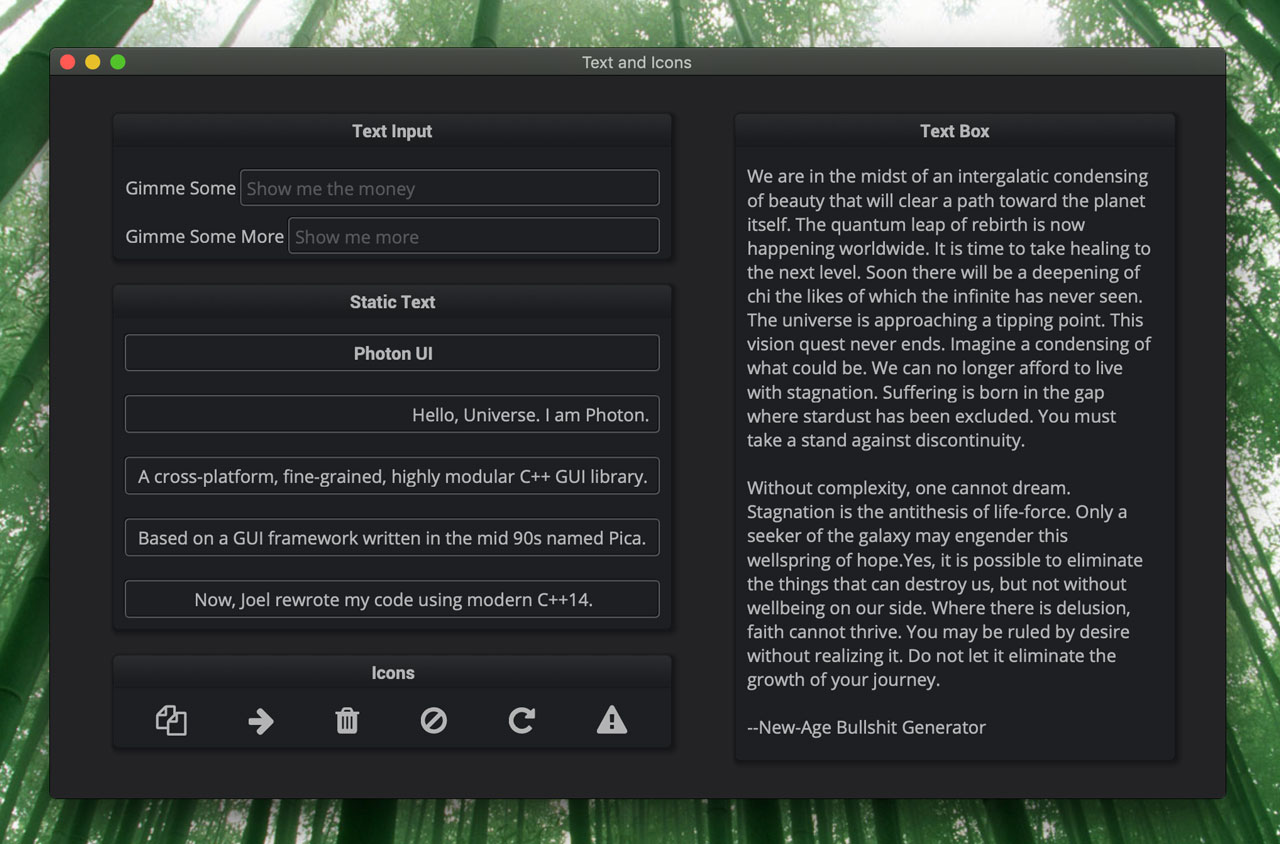 Text and Icons
Text Input
Gimme Some Show me the money
Gimme Some More Show me more
Static Text
Photon UI
Hello, Universe. I am Photon.
A cross-platform, fine-grained, highly modular C++ GUI library.
Based on a GUI framework written in the mid 90s named Pica.
Now, Joel rewrote my code using modern C++14.
Icons
Text Box
We are in the midst of an intergalatic condensing
of beauty that will clear a path toward the planet
itself. The quantum leap of rebirth is now
happening worldwide. It is time to take healing to
the next level. Soon there will be a deepening of
chi the likes of which the infinite has never seen.
The universe is approaching a tipping point. This
vision quest never ends. Imagine a condensing of
what could be. We can no longer afford to live
with stagnation. Suffering is born in the gap
where stardust has been excluded. You must
take a stand against discontinuity.
Without complexity, one cannot dream.
Stagnation is the antithesis of life-force. Only a
seeker of the galaxy may engender this
wellspring of hope.Yes, it is possible to eliminate
the things that can destroy us, but not without
wellbeing on our side. Where there is delusion,
faith cannot thrive. You may be ruled by desire
without realizing it. Do not let it eliminate the
growth of your journey.
--New-Age Bullshit Generator